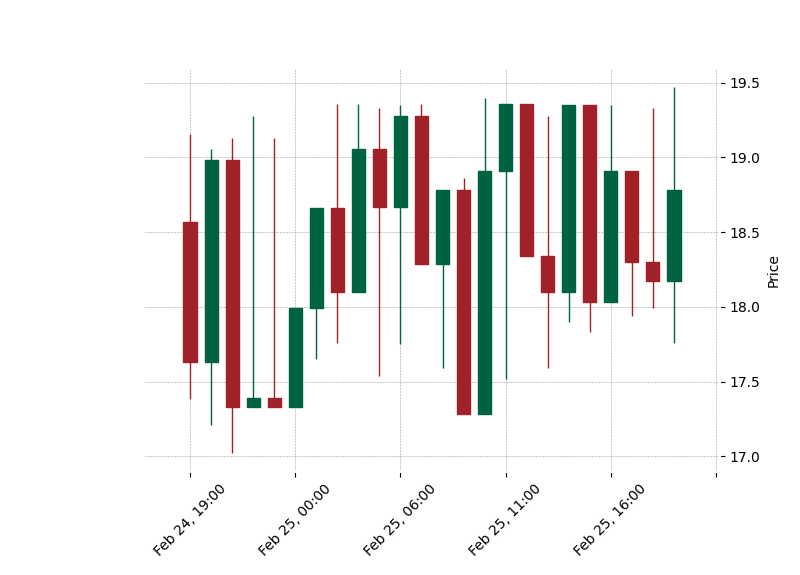 19.5
19.0
18.5
18.0
17.5
17.0
Price
Feb 24, 19:00
Feb 25, 00:00
Feb 25, 06:00
Feb 25, 11:00
Feb 25, 16:00